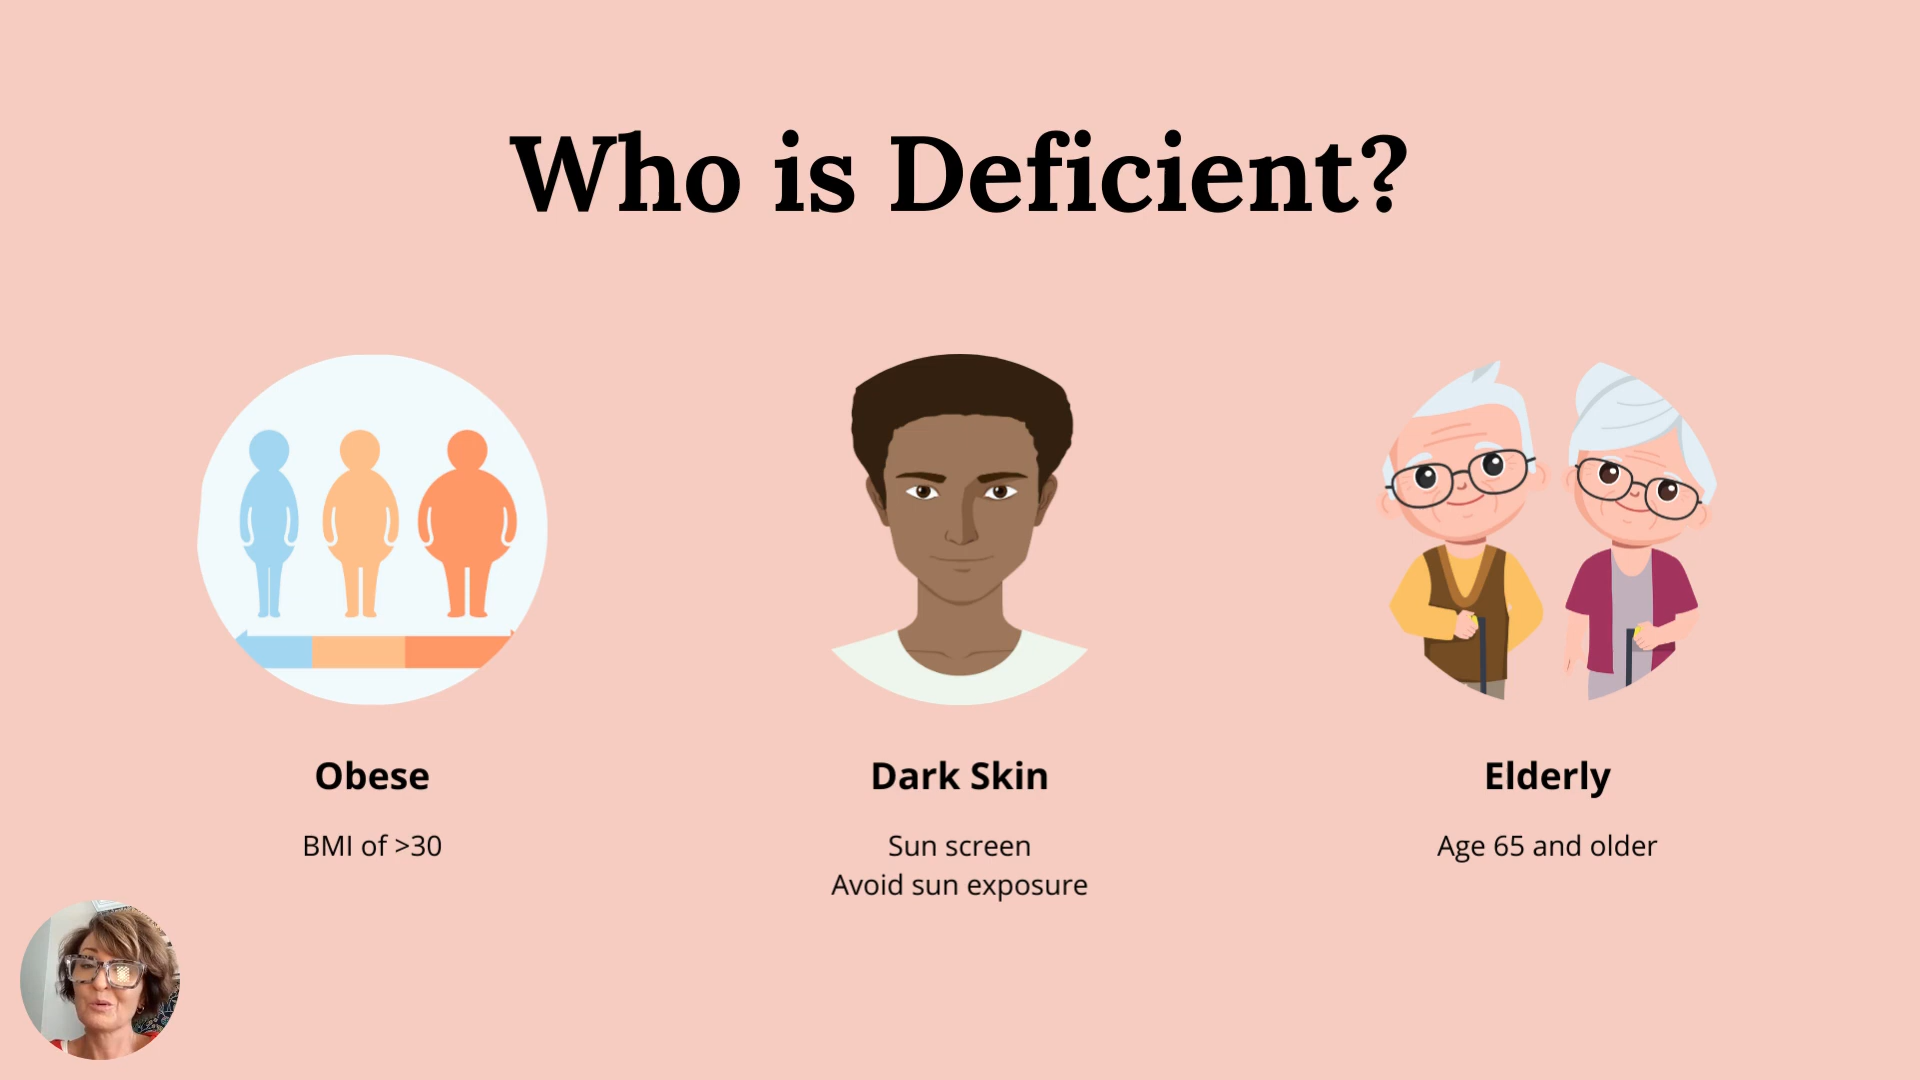 Who is Deficient?
Obese
BMI of >30
Dark Skin
Sun screen
Avoid sun exposure
Elderly
Age 65 and older